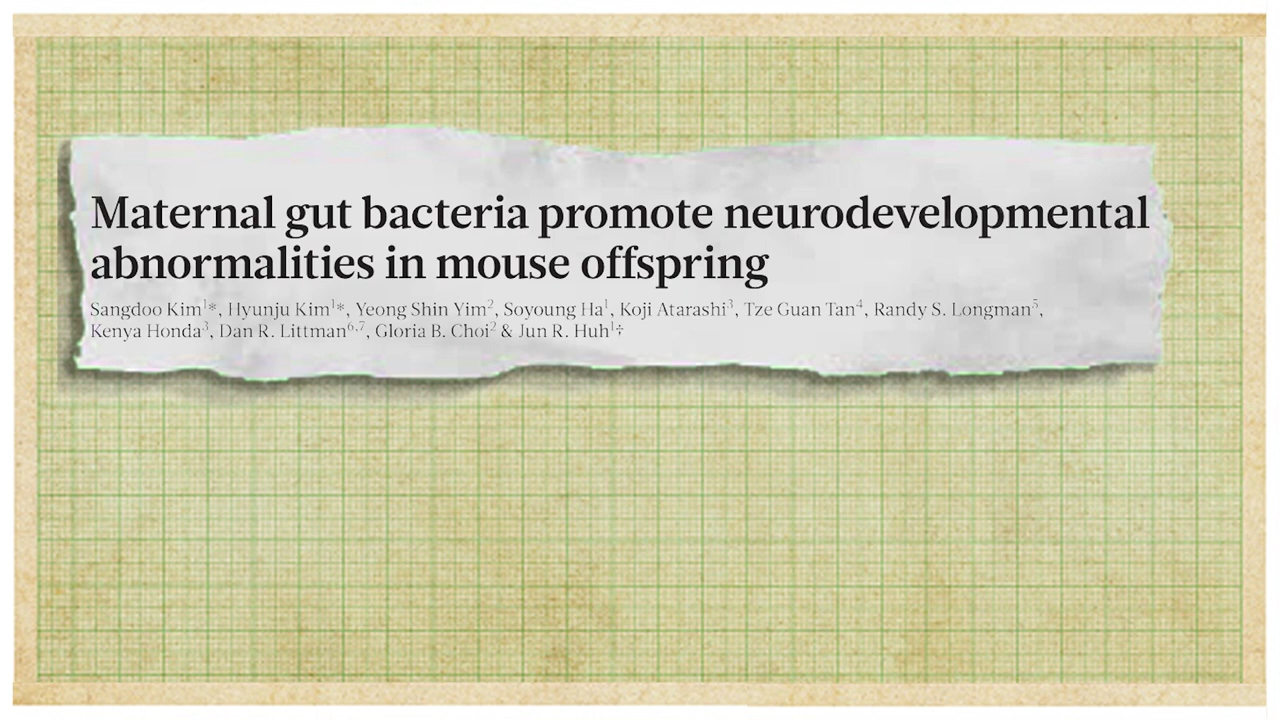 Maternal gut bacteria promote neurodevelopmental
abnormalities in mouse offspring
Sangdoo Kim¹*, Hyunju Kim¹*, Yeong Shin Yim², Soyoung Ha¹, Koji Atarashi³, Tze Guan Tan⁴, Randy S. Longman⁵,
Kenya Honda³, Dan R. Littman⁶,⁷, Gloria B. Choi² & Jun R. Huh¹†